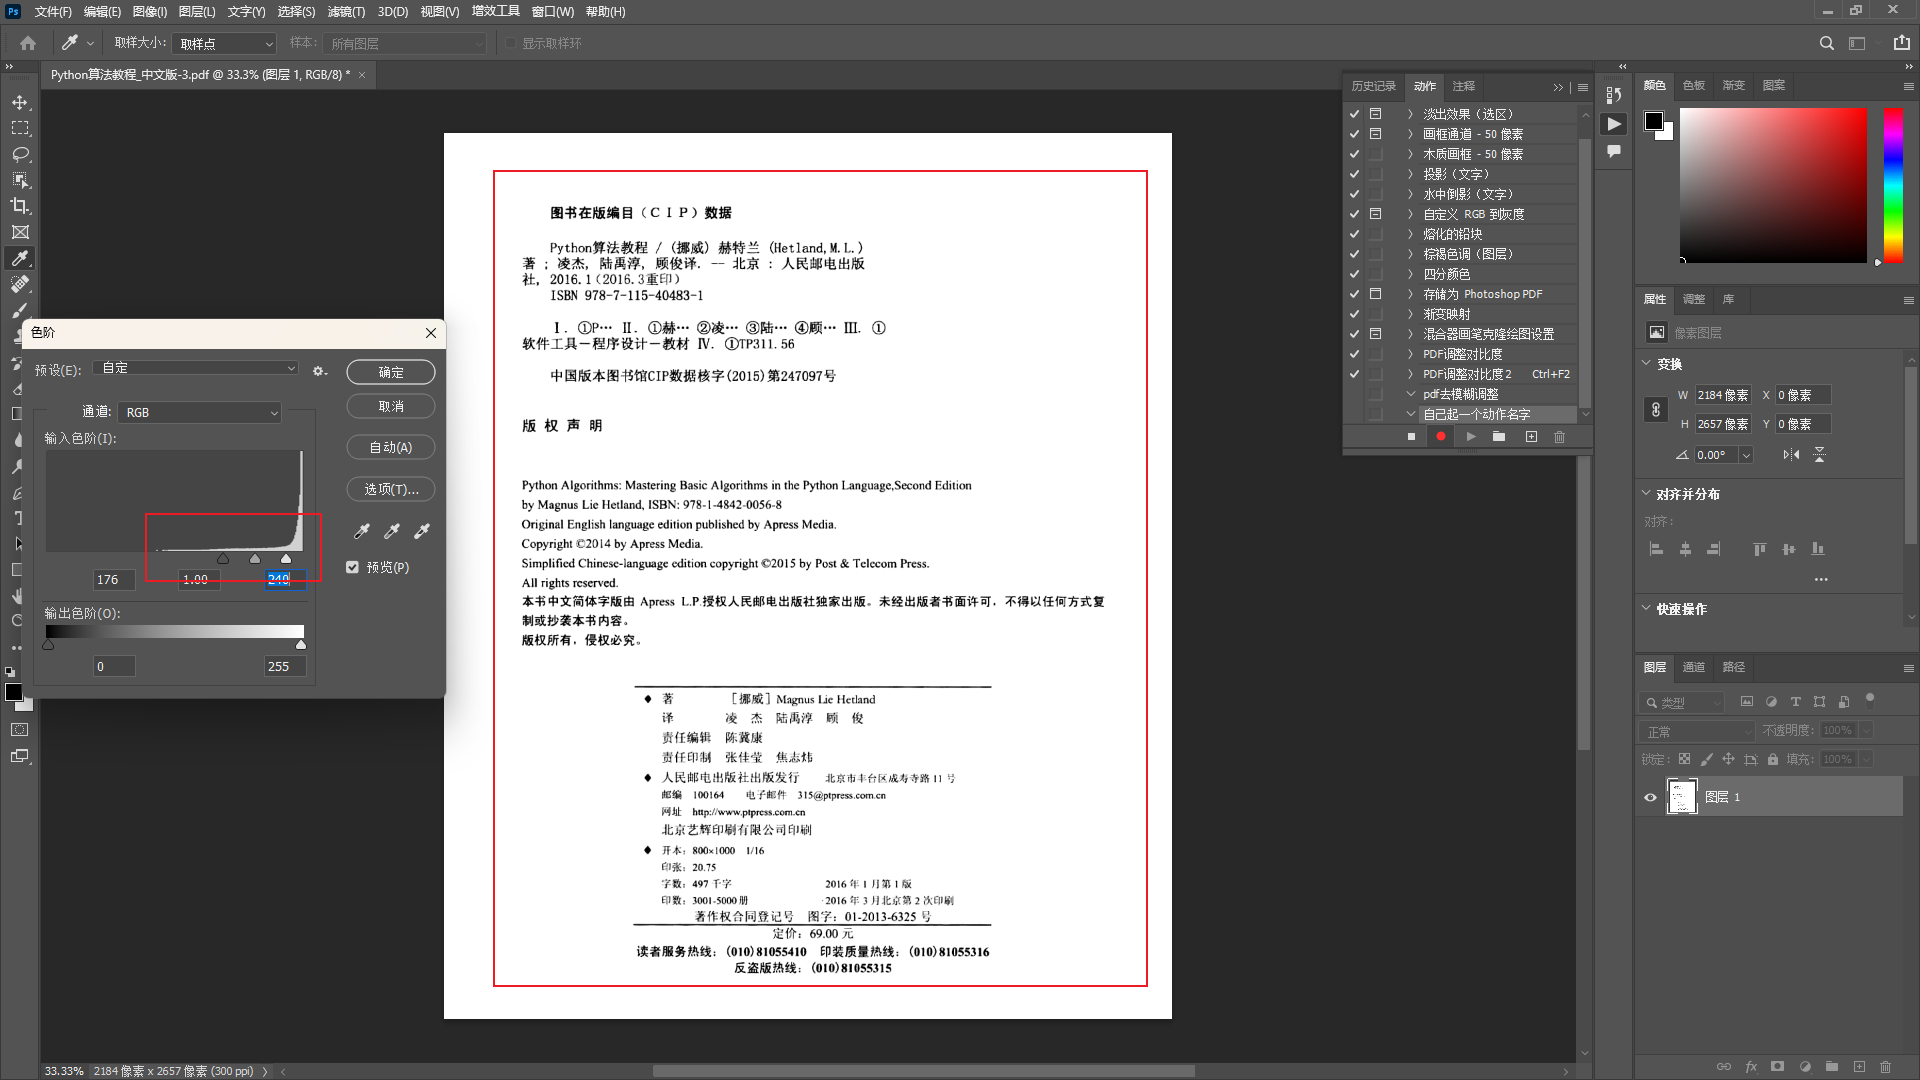 Ps 文件(F) 编辑(E) 图像(I) 图层(L) 文字(Y) 选择(S) 滤镜(T) 3D(D) 视图(V) 增效工具 窗口(W) 帮助(H)
取样大小: 取样点 样本: 所有图层 显示取样环
Python算法教程_中文版-3.pdf @ 33.3% (图层 1, RGB/8) *
图书在版编目（ＣＩＰ）数据
Python算法教程 / (挪威) 赫特兰 (Hetland,M.L.)
著 ; 凌杰, 陆禹淳, 顾俊译. -- 北京 : 人民邮电出版
社, 2016.1（2016.3重印）
ISBN 978-7-115-40483-1
Ⅰ. ①P… Ⅱ. ①赫… ②凌… ③陆… ④顾… Ⅲ. ①
软件工具－程序设计－教材 Ⅳ. ①TP311.56
中国版本图书馆CIP数据核字(2015)第247097号
版 权 声 明
Python Algorithms: Mastering Basic Algorithms in the Python Language,Second Edition
by Magnus Lie Hetland, ISBN: 978-1-4842-0056-8
Original English language edition published by Apress Media.
Copyright ©2014 by Apress Media.
Simplified Chinese-language edition copyright ©2015 by Post & Telecom Press.
All rights reserved.
本书中文简体字版由 Apress L.P.授权人民邮电出版社独家出版。未经出版者书面许可，不得以任何方式复
制或抄袭本书内容。
版权所有，侵权必究。
◆ 著 ［挪威］Magnus Lie Hetland
译 凌 杰 陆禹淳 顾 俊
责任编辑 陈冀康
责任印制 张佳莹 焦志炜
◆ 人民邮电出版社出版发行 北京市丰台区成寿寺路 11 号
邮编 100164 电子邮件 315@ptpress.com.cn
网址 http://www.ptpress.com.cn
北京艺辉印刷有限公司印刷
◆ 开本：800×1000 1/16
印张：20.75
字数：497 千字 2016 年 1 月第 1 版
印数：3001-5000 册 2016 年 3 月北京第 2 次印刷
著作权合同登记号 图字：01-2013-6325 号
定价：69.00 元
读者服务热线：(010)81055410 印装质量热线：(010)81055316
反盗版热线：(010)81055315
色阶
预设(E): 自定
确定
取消
通道: RGB
输入色阶(I):
自动(A)
选项(T)...
176 1.00 240
预览(P)
输出色阶(O):
0 255
历史记录 动作 注释
淡出效果（选区）
画框通道 - 50 像素
木质画框 - 50 像素
投影（文字）
水中倒影（文字）
自定义 RGB 到灰度
熔化的铅块
棕褐色调（图层）
四分颜色
存储为 Photoshop PDF
渐变映射
混合器画笔克隆绘图设置
PDF调整对比度
PDF调整对比度2 Ctrl+F2
pdf去模糊调整
自己起一个动作名字
颜色 色板 渐变 图案
属性 调整 库
像素图层
变换
W 2184 像素 X 0 像素
H 2657 像素 Y 0 像素
0.00°
对齐并分布
对齐:
快速操作
图层 通道 路径
类型
正常 不透明度: 100%
锁定: 填充: 100%
图层 1
fx
33.33% 2184 像素 x 2657 像素 (300 ppi)